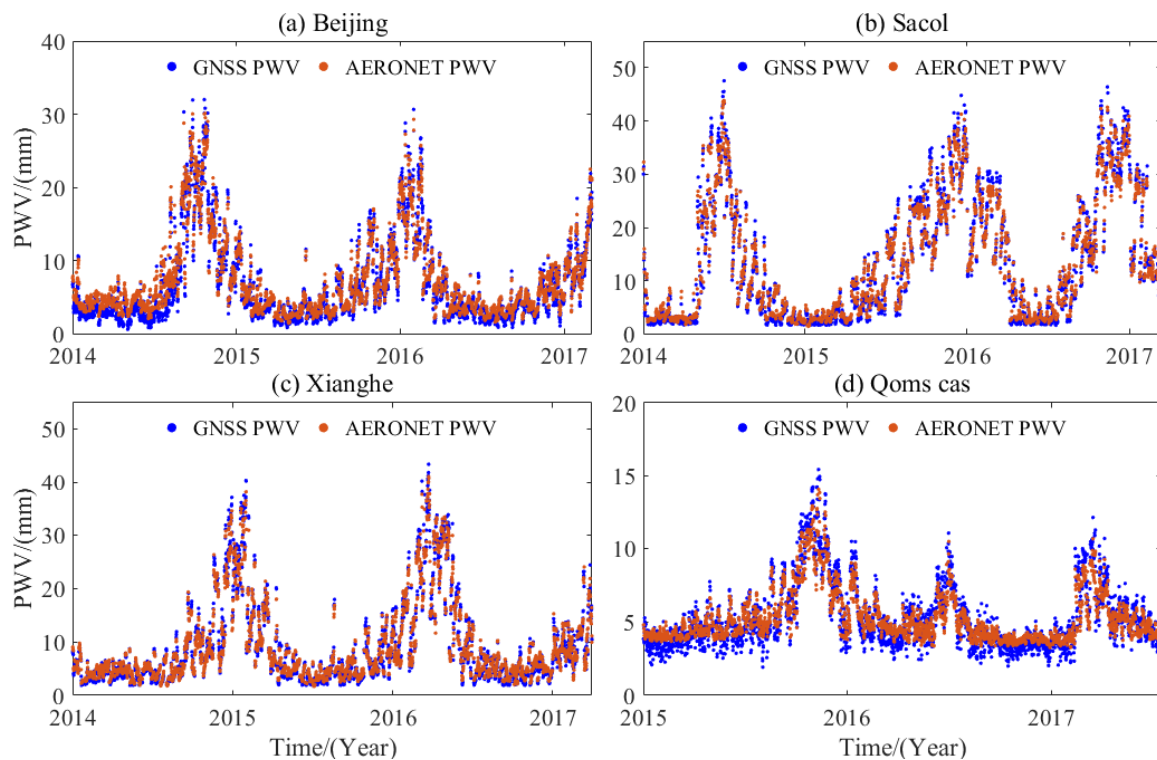 (a) Beijing
GNSS PWV AERONET PWV
PWV/(mm)
40
30
20
10
0
2014 2015 2016 2017
(b) Sacol
GNSS PWV AERONET PWV
50
40
30
20
10
0
2014 2015 2016 2017
(c) Xianghe
GNSS PWV AERONET PWV
PWV/(mm)
50
40
30
20
10
0
2014 2015 2016 2017
Time/(Year)
(d) Qoms cas
GNSS PWV AERONET PWV
20
15
10
5
0
2015 2016 2017
Time/(Year)